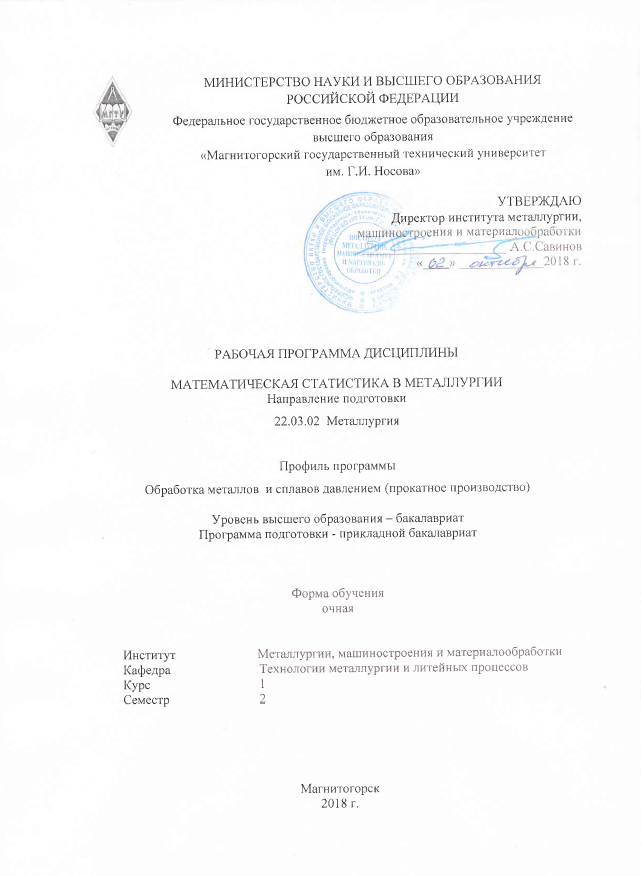 МИНИСТЕРСТВО НАУКИ И ВЫСШЕГО ОБРАЗОВАНИЯ
РОССИЙСКОЙ ФЕДЕРАЦИИ
Федеральное государственное бюджетное образовательное учреждение
высшего образования
«Магнитогорский государственный технический университет
им. Г.И. Носова»
МГТУ
УТВЕРЖДАЮ
Директор института металлургии,
машиностроения и материалообработки
А.С.Савинов
«02» октября 2018 г.
РАБОЧАЯ ПРОГРАММА ДИСЦИПЛИНЫ
МАТЕМАТИЧЕСКАЯ СТАТИСТИКА В МЕТАЛЛУРГИИ
Направление подготовки
22.03.02 Металлургия
Профиль программы
Обработка металлов и сплавов давлением (прокатное производство)
Уровень высшего образования – бакалавриат
Программа подготовки - прикладной бакалавриат
Форма обучения
очная
Институт Металлургии, машиностроения и материалообработки
Кафедра Технологии металлургии и литейных процессов
Курс 1
Семестр 2
Магнитогорск
2018 г.